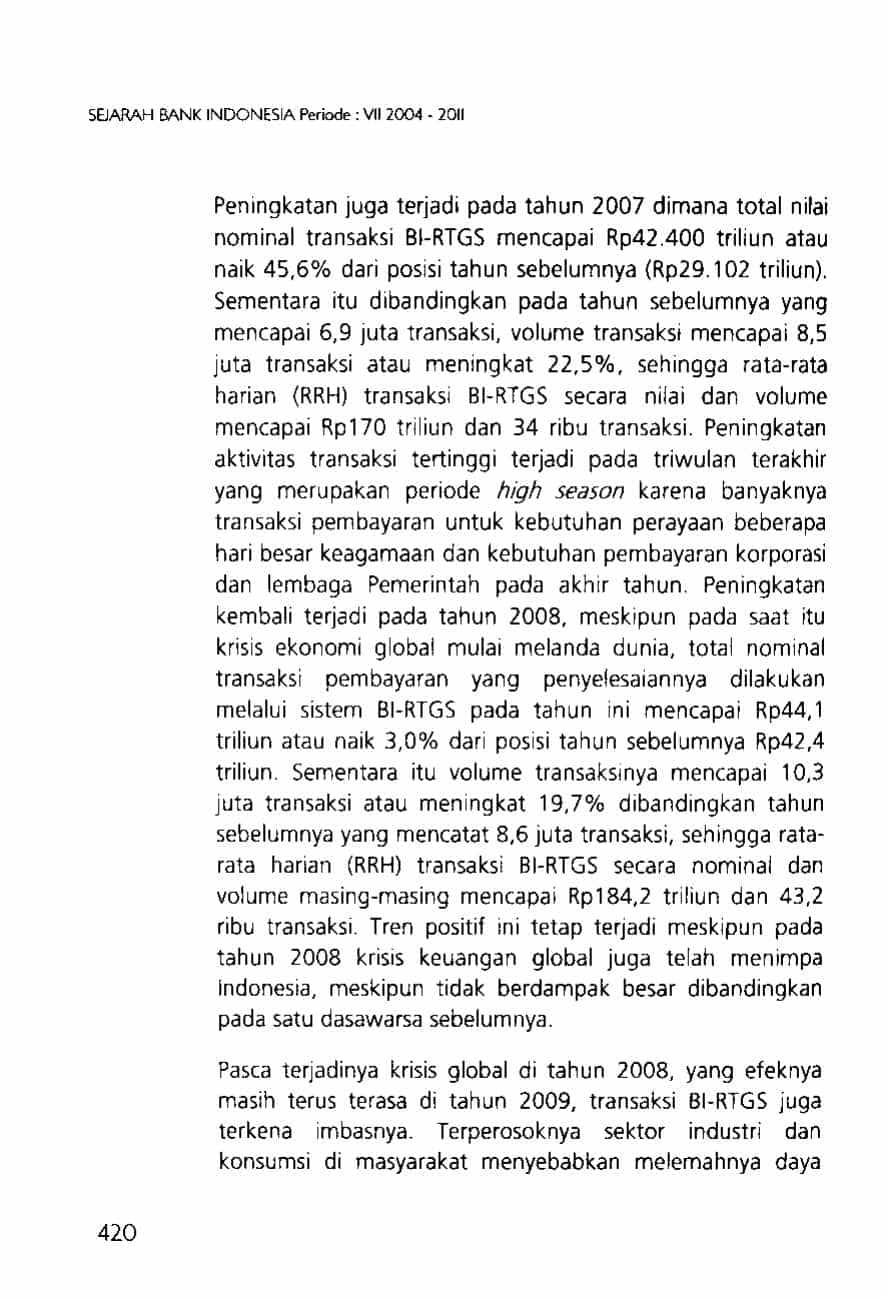 SEJARAH BANK INDONESIA Periode : VII 2004 - 2011
Peningkatan juga terjadi pada tahun 2007 dimana total nilai
nominal transaksi BI-RTGS mencapai Rp42.400 triliun atau
naik 45,6% dari posisi tahun sebelumnya (Rp29.102 triliun).
Sementara itu dibandingkan pada tahun sebelumnya yang
mencapai 6,9 juta transaksi, volume transaksi mencapai 8,5
juta transaksi atau meningkat 22,5%, sehingga rata-rata
harian (RRH) transaksi BI-RTGS secara nilai dan volume
mencapai Rp170 triliun dan 34 ribu transaksi. Peningkatan
aktivitas transaksi tertinggi terjadi pada triwulan terakhir
yang merupakan periode high season karena banyaknya
transaksi pembayaran untuk kebutuhan perayaan beberapa
hari besar keagamaan dan kebutuhan pembayaran korporasi
dan lembaga Pemerintah pada akhir tahun. Peningkatan
kembali terjadi pada tahun 2008, meskipun pada saat itu
krisis ekonomi global mulai melanda dunia, total nominal
transaksi pembayaran yang penyelesaiannya dilakukan
melalui sistem BI-RTGS pada tahun ini mencapai Rp44,1
triliun atau naik 3,0% dari posisi tahun sebelumnya Rp42,4
triliun. Sementara itu volume transaksinya mencapai 10,3
juta transaksi atau meningkat 19,7% dibandingkan tahun
sebelumnya yang mencatat 8,6 juta transaksi, sehingga rata-
rata harian (RRH) transaksi BI-RTGS secara nominal dan
volume masing-masing mencapai Rp184,2 triliun dan 43,2
ribu transaksi. Tren positif ini tetap terjadi meskipun pada
tahun 2008 krisis keuangan global juga telah menimpa
Indonesia, meskipun tidak berdampak besar dibandingkan
pada satu dasawarsa sebelumnya.
Pasca terjadinya krisis global di tahun 2008, yang efeknya
masih terus terasa di tahun 2009, transaksi BI-RTGS juga
terkena imbasnya. Terperosoknya sektor industri dan
konsumsi di masyarakat menyebabkan melemahnya daya
420